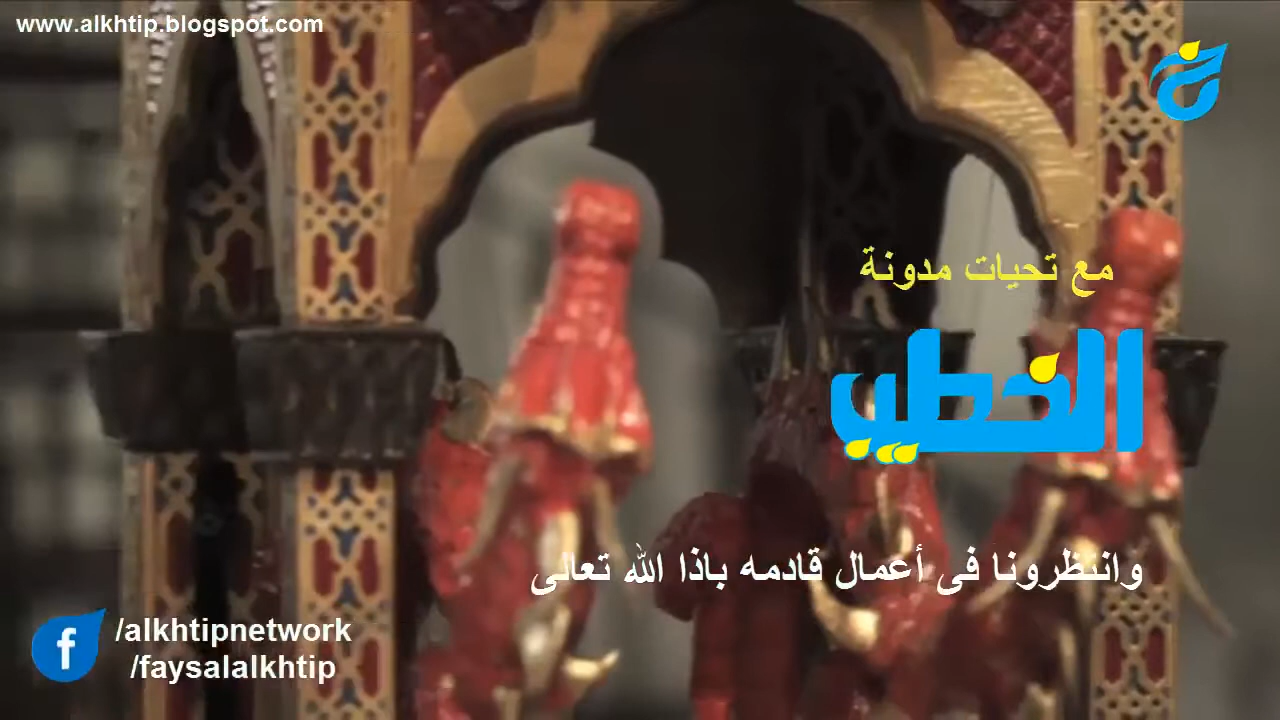 www.alkhtip.blogspot.com
مع تحيات مدونة
الخطيب
وانتظرونا فى أعمال قادمه باذا الله تعالى
/alkhtipnetwork
/faysalalkhtip